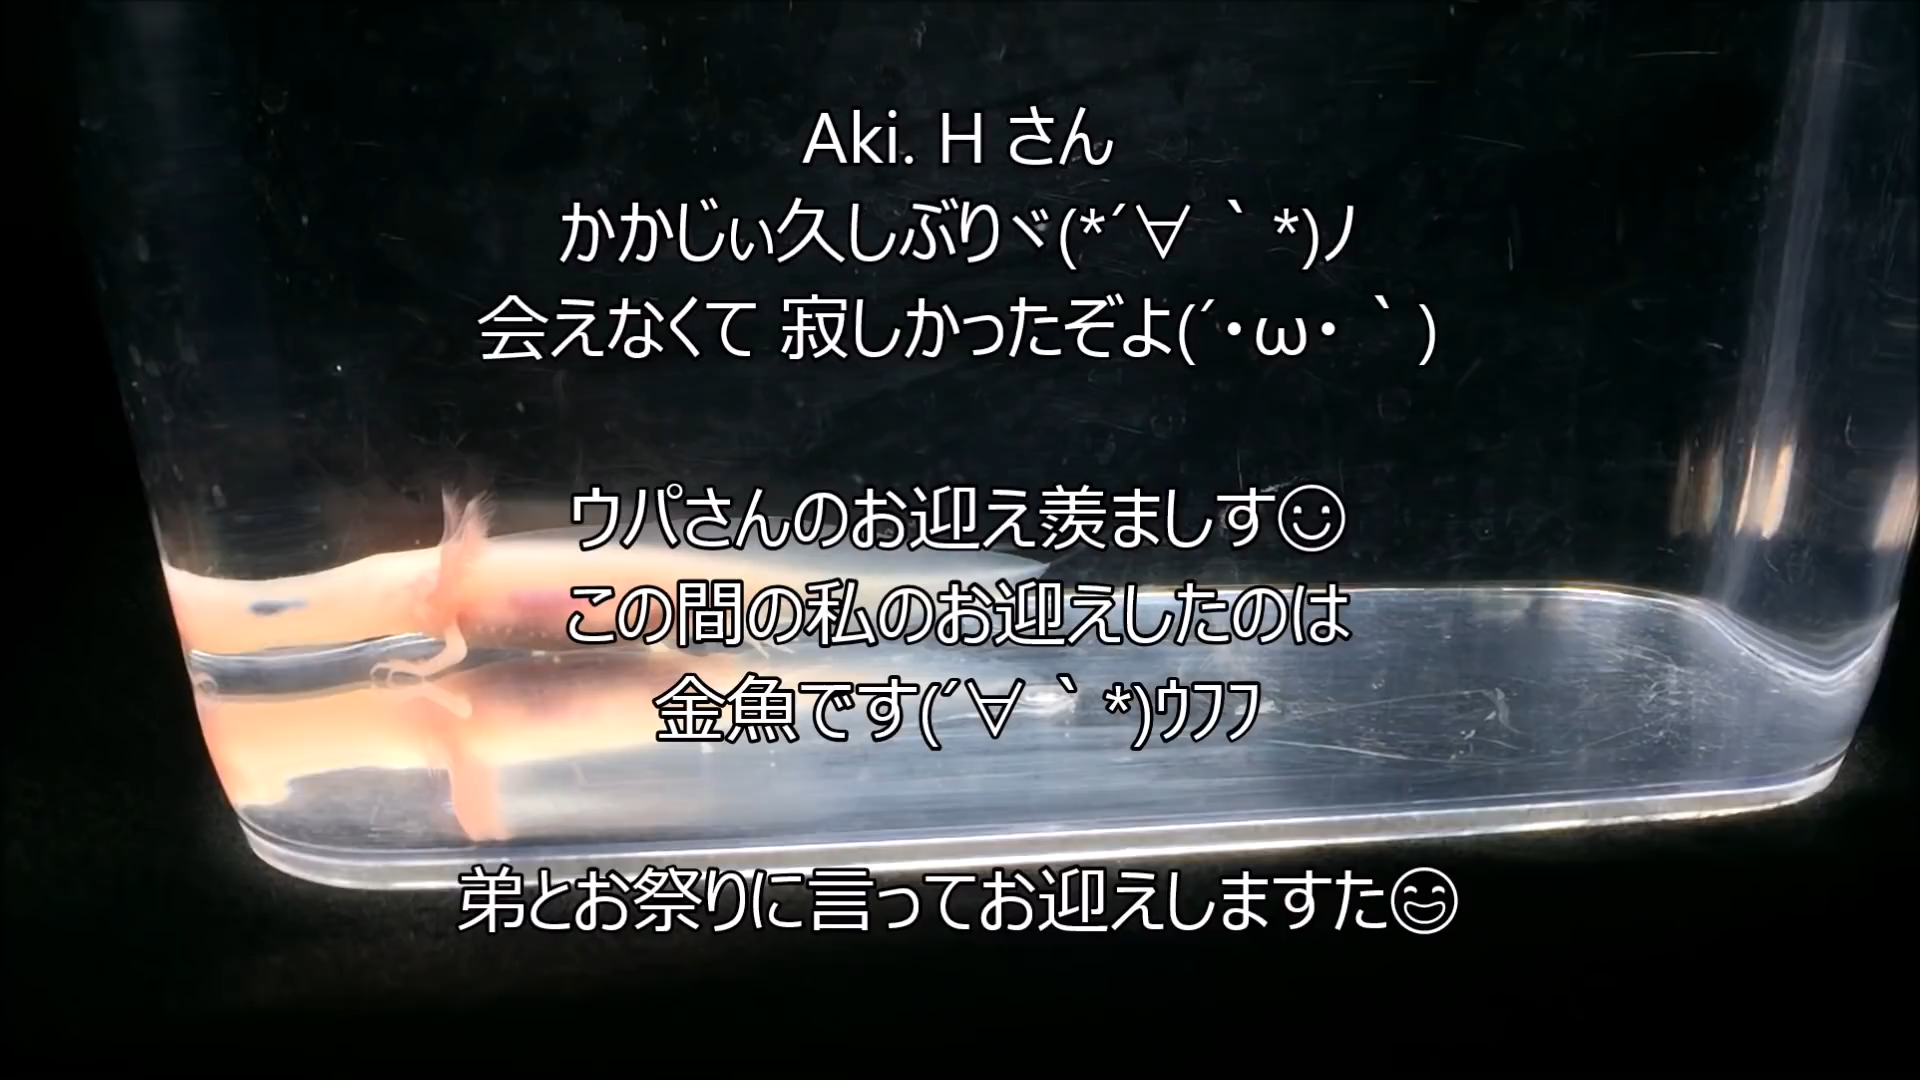 Aki. H さん
かかじぃ久しぶりヾ(*´∀｀*)ﾉ
会えなくて 寂しかったぞよ(´・ω・｀)
ウパさんのお迎え羨ましす☺
この間の私のお迎えしたのは
金魚です(´∀｀*)ｳﾌﾌ
弟とお祭りに言ってお迎えしますた😄